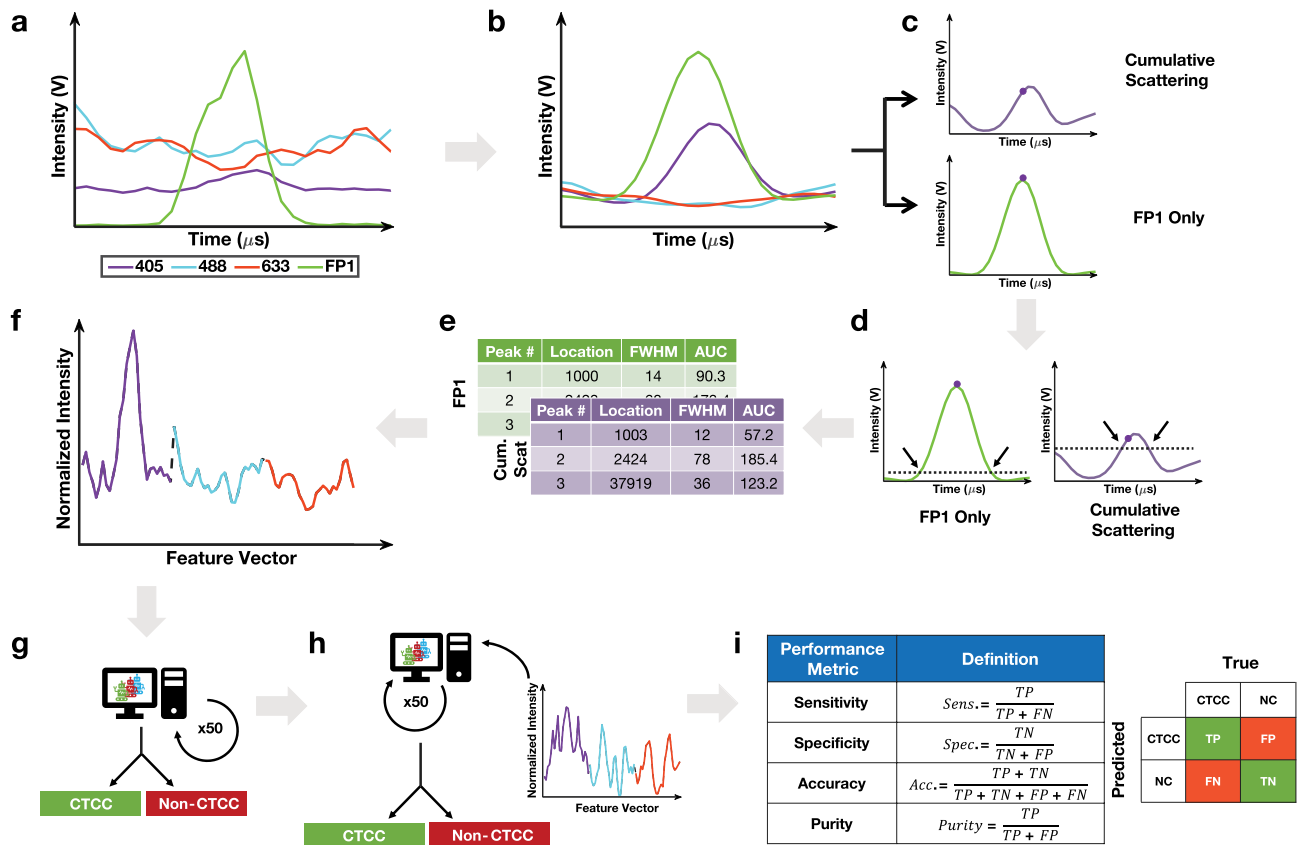 a
Intensity (V)
Time (μs)
405 488 633 FP1
b
Intensity (V)
Time (μs)
c
Intensity (V)
Time (μs)
Cumulative
Scattering
Intensity (V)
Time (μs)
FP1 Only
d
Intensity (V)
Time (μs)
FP1 Only
Intensity (V)
Time (μs)
Cumulative
Scattering
e
FP1
Peak # Location FWHM AUC
1 1000 14 90.3
2
3
Cum.
Scat
Peak # Location FWHM AUC
1 1003 12 57.2
2 2424 78 185.4
3 37919 36 123.2
f
Normalized Intensity
Feature Vector
g
x50
CTCC Non-CTCC
h
x50
CTCC Non-CTCC
Normalized Intensity
Feature Vector
i
Performance Metric Definition
Sensitivity Sens.= TP / TP + FN
Specificity Spec.= TN / TN + FP
Accuracy Acc.= TP + TN / TP + TN + FP + FN
Purity Purity = TP / TP + FP
True
Predicted
CTCC NC
CTCC TP FP
NC FN TN